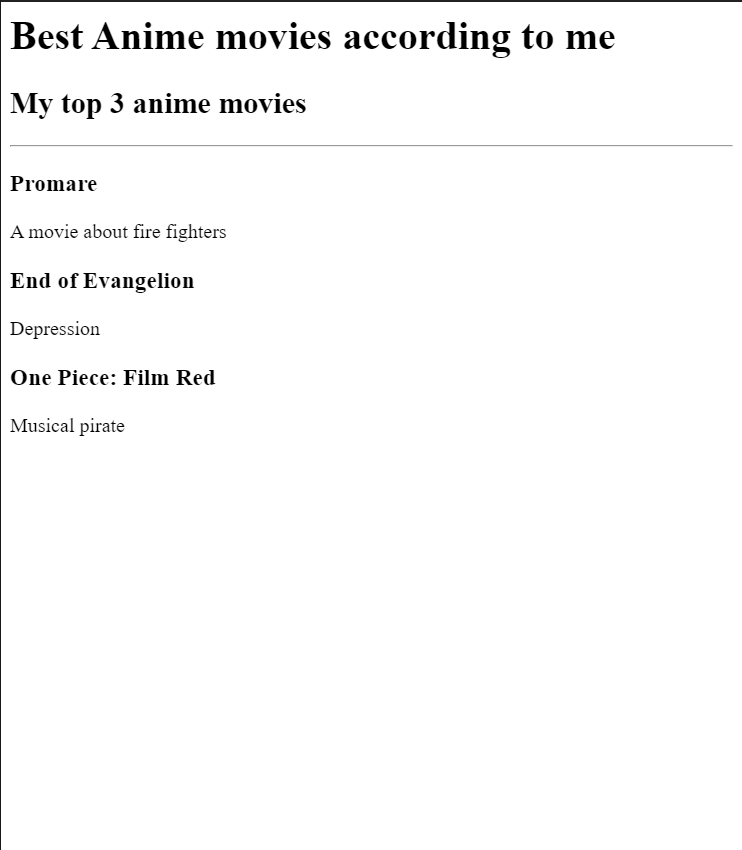 Best Anime movies according to me
My top 3 anime movies
Promare
A movie about fire fighters
End of Evangelion
Depression
One Piece: Film Red
Musical pirate